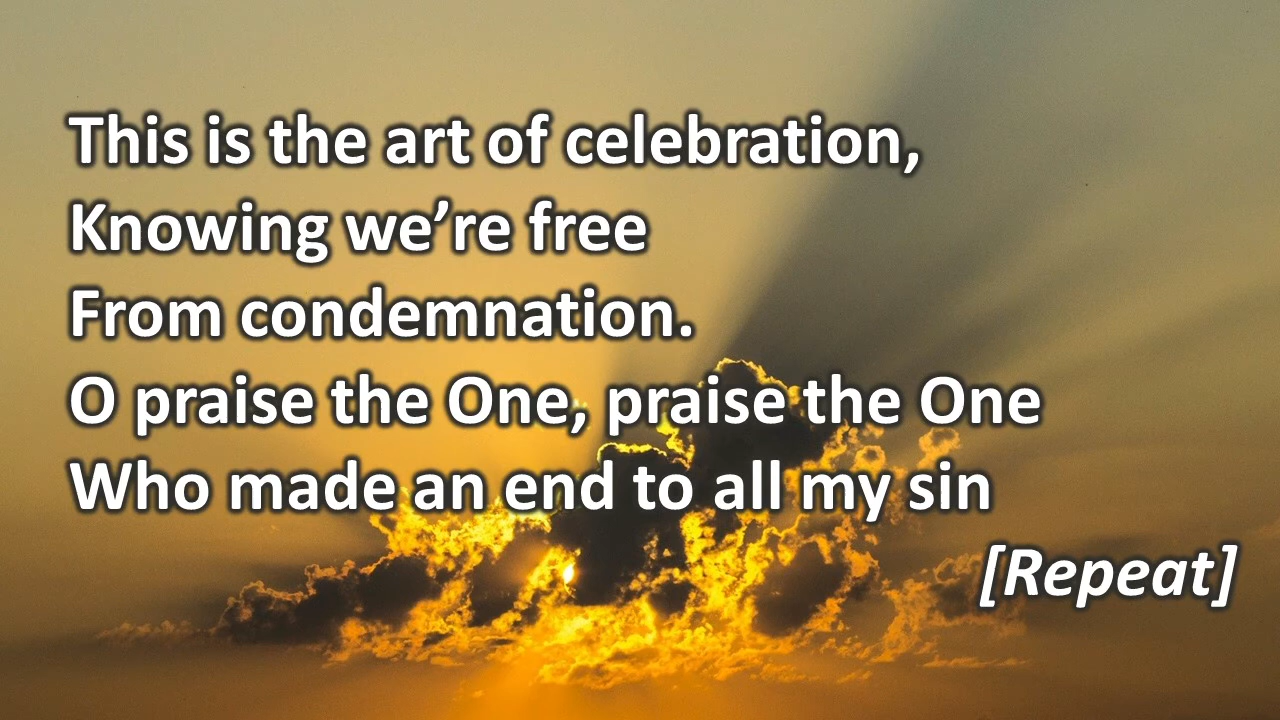 This is the art of celebration,
Knowing we’re free
From condemnation.
O praise the One, praise the One
Who made an end to all my sin
[Repeat]